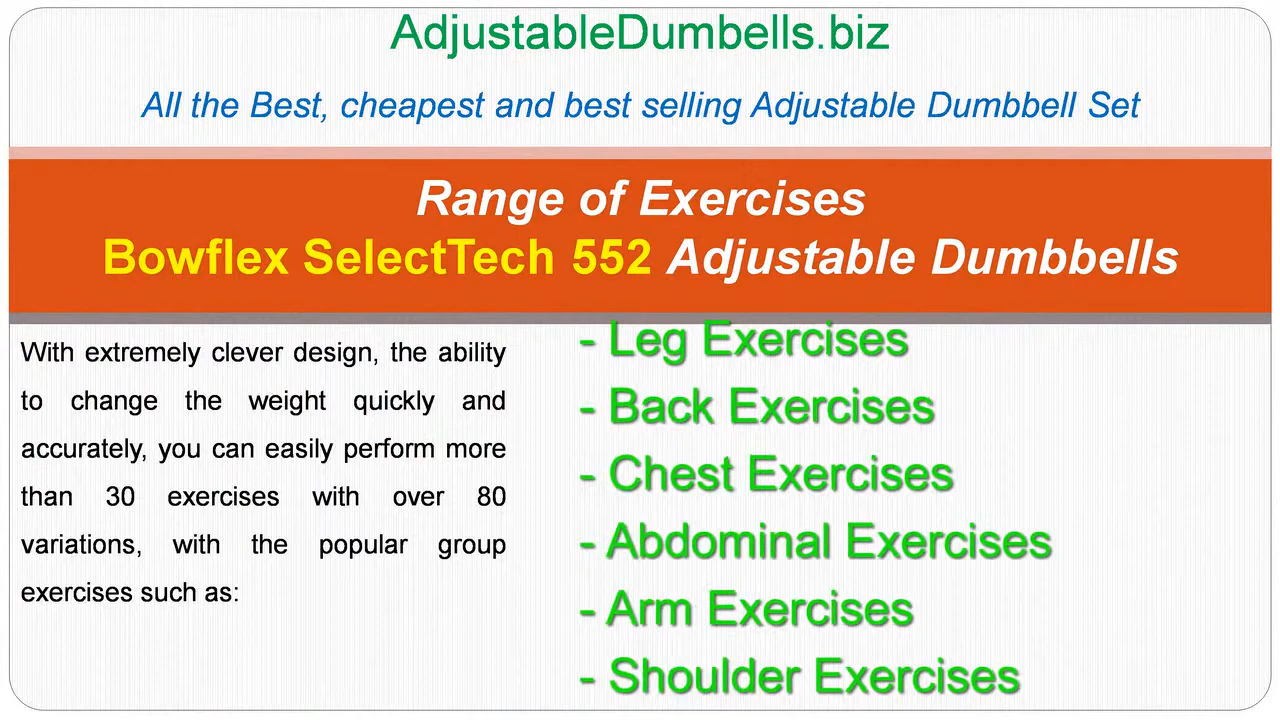 AdjustableDumbells.biz
All the Best, cheapest and best selling Adjustable Dumbbell Set
Range of Exercises
Bowflex SelectTech 552 Adjustable Dumbbells
With extremely clever design, the ability
to change the weight quickly and
accurately, you can easily perform more
than 30 exercises with over 80
variations, with the popular group
exercises such as:
- Leg Exercises
- Back Exercises
- Chest Exercises
- Abdominal Exercises
- Arm Exercises
- Shoulder Exercises